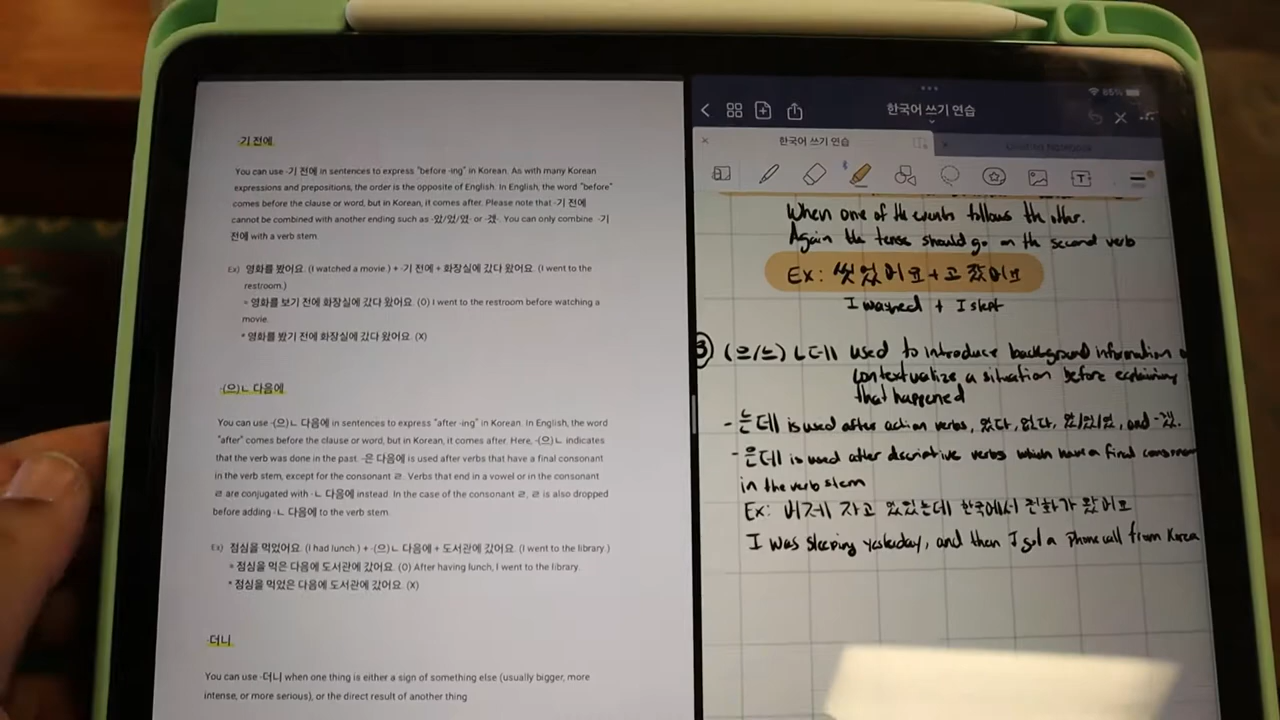 -기 전에
You can use -기 전에 in sentences to express "before -ing" in Korean. As with many Korean
expressions and prepositions, the order is the opposite of English. In English, the word "before"
comes before the clause or word, but in Korean, it comes after. Please note that -기 전에
cannot be combined with another ending such as -았/었/였 or -겠-. You can only combine -기
전에 with a verb stem.
Ex) 영화를 봤어요. (I watched a movie.) + -기 전에 + 화장실에 갔다 왔어요. (I went to the
restroom.)
= 영화를 보기 전에 화장실에 갔다 왔어요. (O) I went to the restroom before watching a
movie.
* 영화를 봤기 전에 화장실에 갔다 왔어요. (X)
-(으)ㄴ 다음에
You can use -(으)ㄴ 다음에 in sentences to express "after -ing" in Korean. In English, the word
"after" comes before the clause or word, but in Korean, it comes after. Here, -(으)ㄴ indicates
that the verb was done in the past. -은 다음에 is used after verbs that have a final consonant
in the verb stem, except for the consonant ㄹ. Verbs that end in a vowel or in the consonant
ㄹ are conjugated with -ㄴ 다음에 instead. In the case of the consonant ㄹ, ㄹ is also dropped
before adding -ㄴ 다음에 to the verb stem.
Ex) 점심을 먹었어요. (I had lunch.) + -(으)ㄴ 다음에 + 도서관에 갔어요. (I went to the library.)
= 점심을 먹은 다음에 도서관에 갔어요. (O) After having lunch, I went to the library.
* 점심을 먹었은 다음에 도서관에 갔어요. (X)
-더니
You can use -더니 when one thing is either a sign of something else (usually bigger, more
intense, or more serious), or the direct result of another thing.
85%
한국어 쓰기 연습
한국어 쓰기 연습
When one of the events follows the other.
Again the tense should go on the second verb
Ex: 씻었어요 + 고 잤어요
I washed + I slept
3 (으/느)ㄴ데 used to introduce background information
contextualize a situation before explaining
that happened
- 는데 is used after action verbs, 있다, 없다, 았/었/였, and -겠.
- 은데 is used after discriptive verbs which have a final consonan
in the verb stem
Ex: 어제 자고 있었는데 한국에서 전화가 왔어요
I was sleeping yesterday, and then I got a phone call from Korea